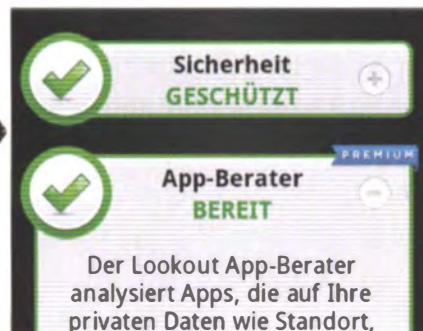 Sicherheit
GESCHÜTZT
PREMIUM
App-Berater
BEREIT
Der Lookout App-Berater
analysiert Apps, die auf Ihre
privaten Daten wie Standort,